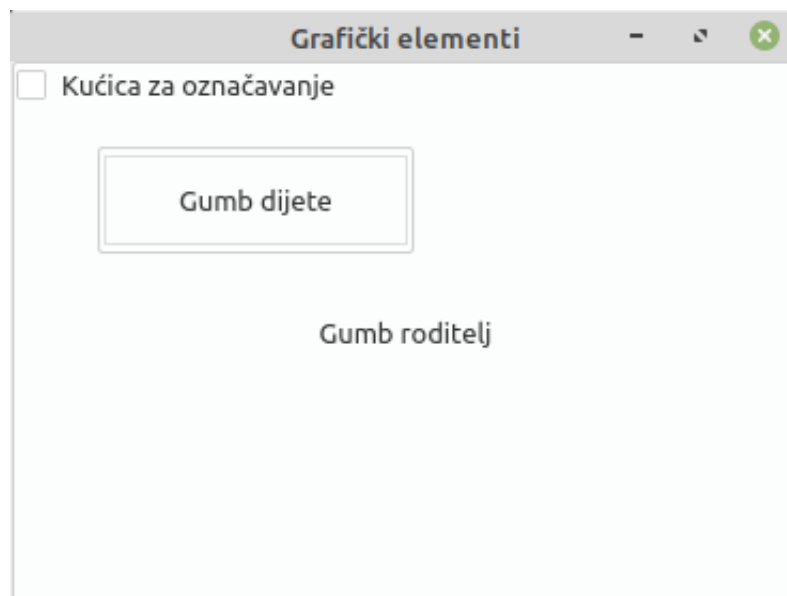 Grafički elementi
Kućica za označavanje
Gumb dijete
Gumb roditelj